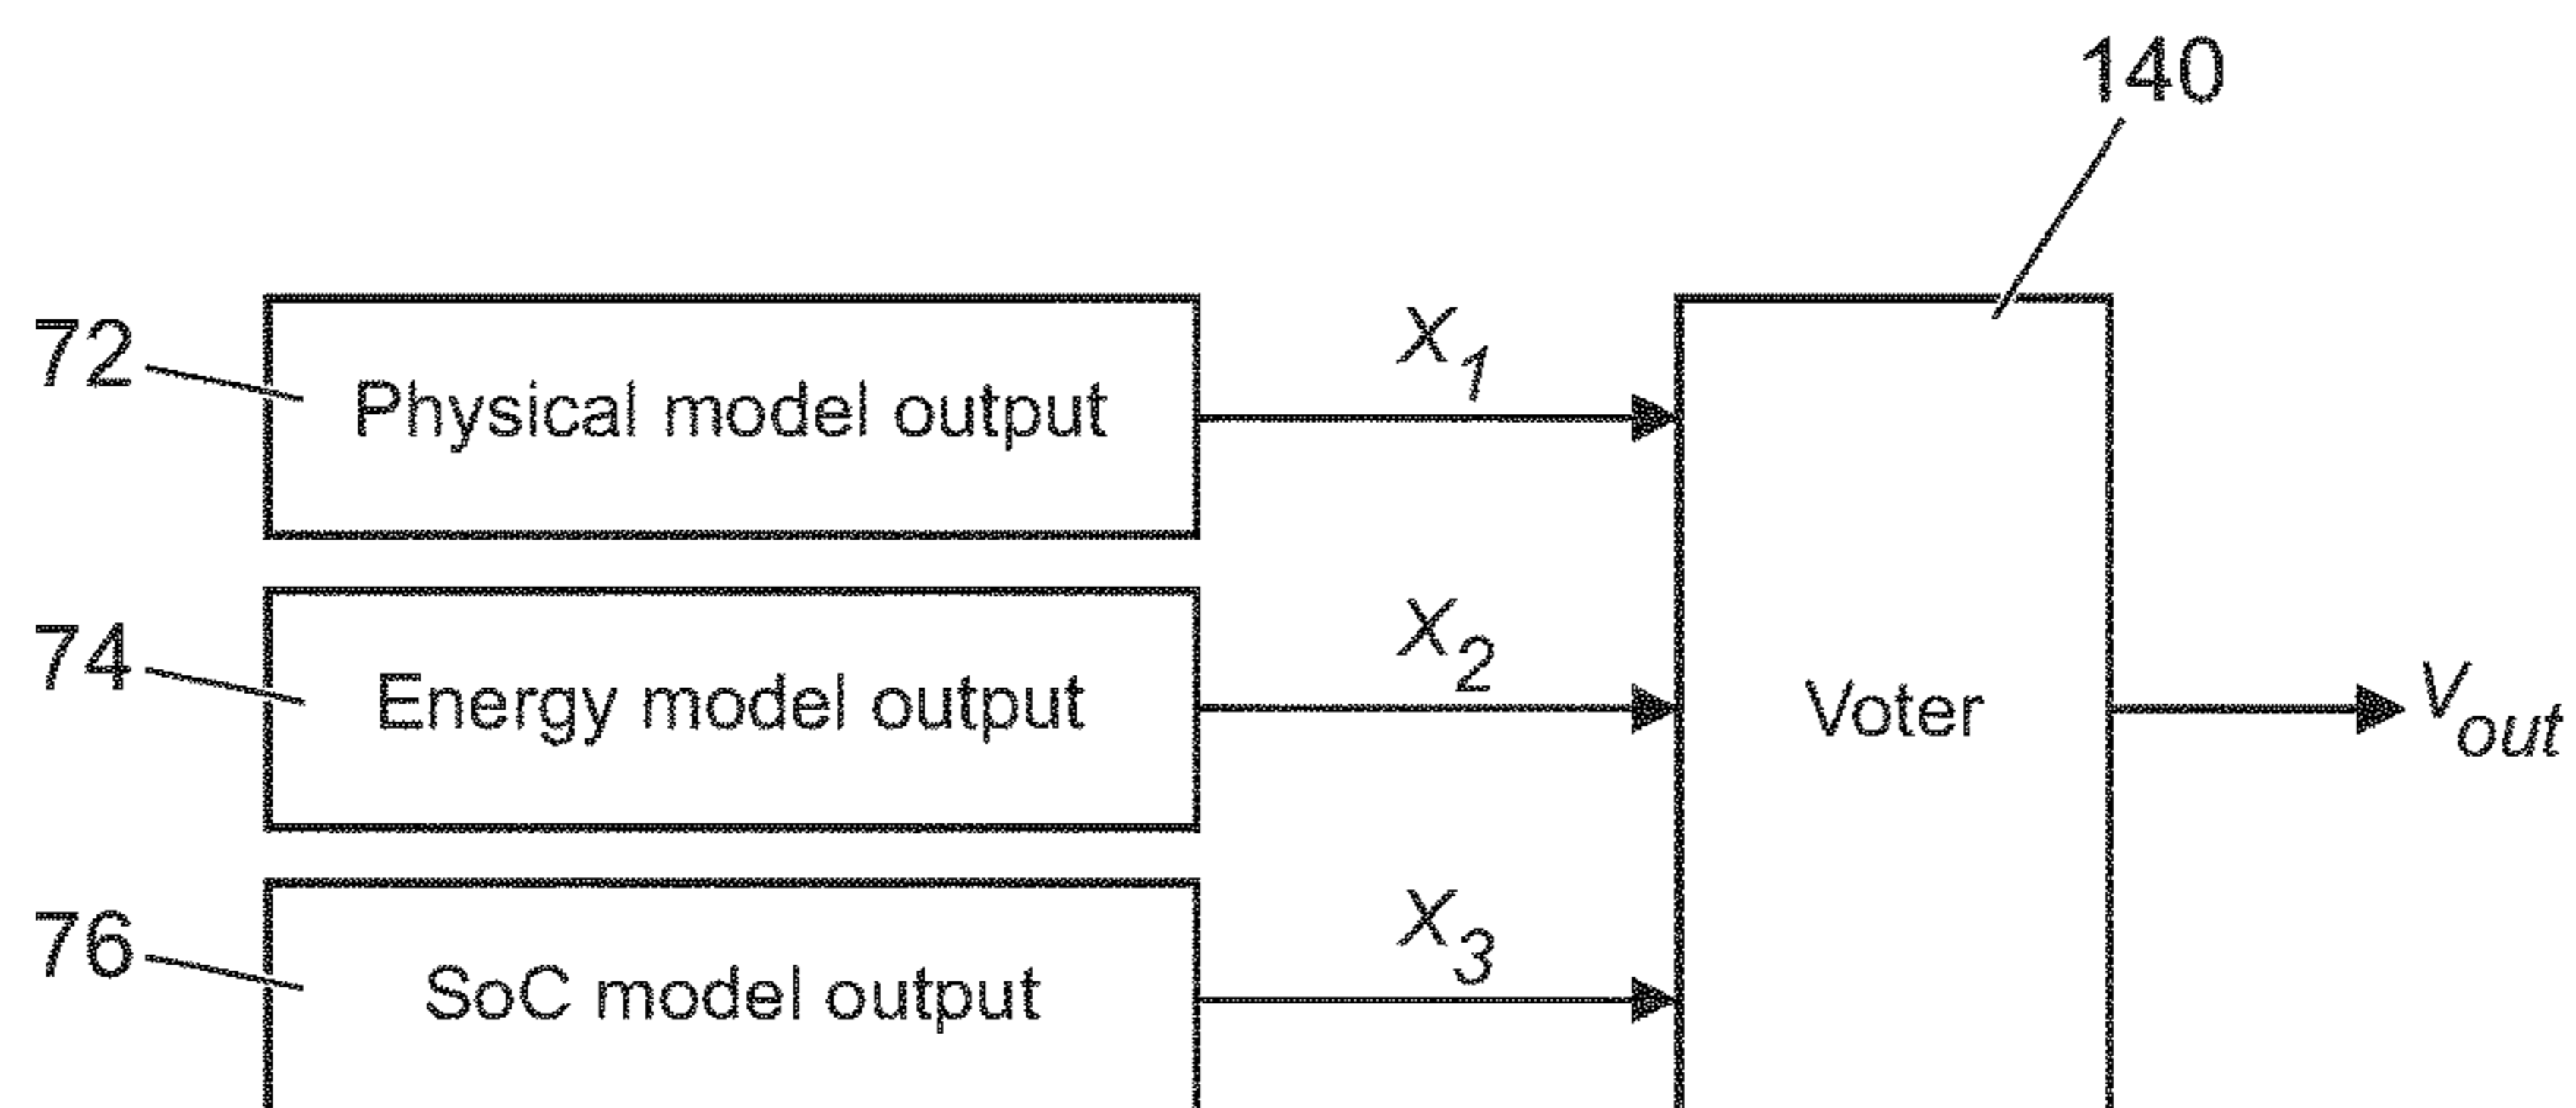 140
72
Physical model output
X1
74
Energy model output
X2
Voter
Vout
76
SoC model output
X3